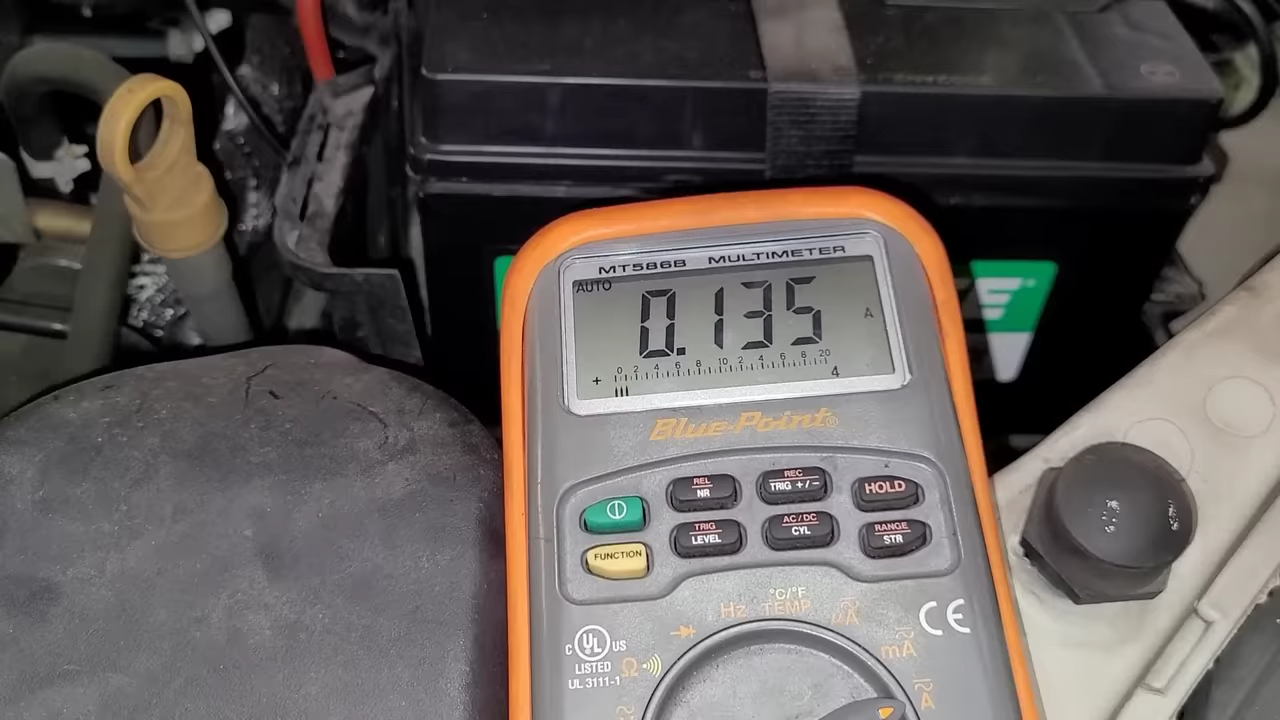 MT586B MULTIMETER
AUTO
0.135
A
0 2 4 6 8 10 2 4 6 8 20
+
4
Blue-Point®
REL
NR
REC
TRIG +/-
HOLD
TRIG
LEVEL
AC/DC
CYL
RANGE
STR
FUNCTION
°C/°F
Hz TEMP µA
mA
A
Ω
C UL US
LISTED
UL 3111-1
CE